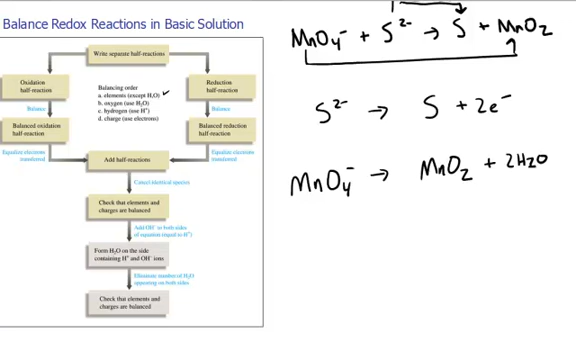 Balance Redox Reactions in Basic Solution
Write separate half-reactions
Oxidation
half-reaction
Balancing order
a. elements (except H,O) ✓
b. oxygen (use H₂O)
c. hydrogen (use H⁺)
d. charge (use electrons)
Reduction
half-reaction
Balance
Balance
Balanced oxidation
half-reaction
Balanced reduction
half-reaction
Equalize electrons
transferred
Add half-reactions
Equalize electrons
transferred
Cancel identical species
Check that elements and
charges are balanced
Add OH⁻ to both sides
of equation (equal to H⁺)
Form H₂O on the side
containing H⁺ and OH⁻ ions
Eliminate number of H₂O
appearing on both sides
Check that elements and
charges are balanced
MnO₄⁻ + S²⁻ → S + MnO₂
S²⁻ → S + 2e⁻
MnO₄⁻ → MnO₂ + 2H₂O